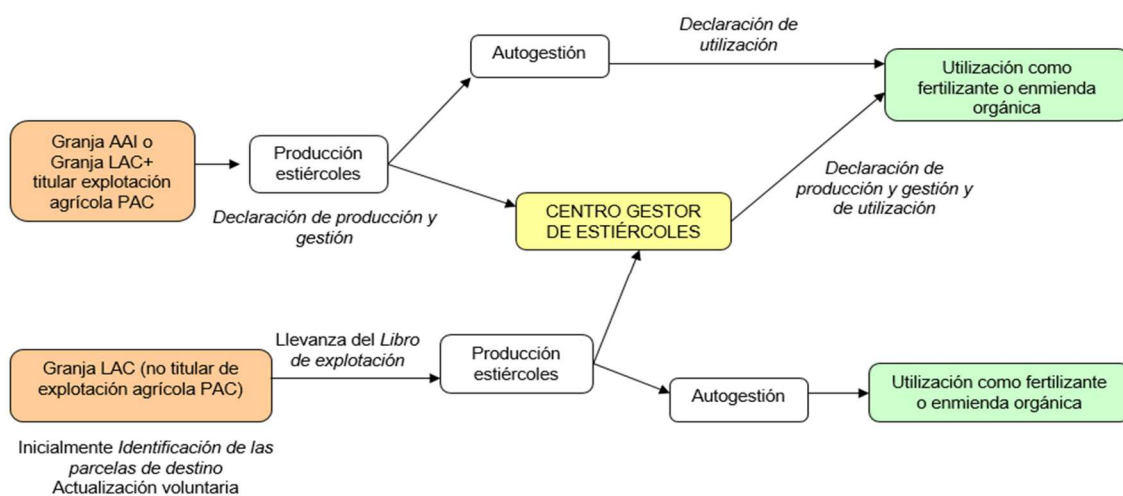 Declaración de
utilización
Autogestión
Utilización como
fertilizante o enmienda
orgánica
Granja AAI o
Granja LAC+
titular explotación
agrícola PAC
Producción
estiércoles
Declaración de producción y
gestión
CENTRO GESTOR
DE ESTIÉRCOLES
Declaración de
producción y gestión y
de utilización
Granja LAC (no titular de
explotación agrícola PAC)
Llevanza del Libro
de explotación
Producción
estiércoles
Autogestión
Utilización como fertilizante
o enmienda orgánica
Inicialmente Identificación de las
parcelas de destino
Actualización voluntaria